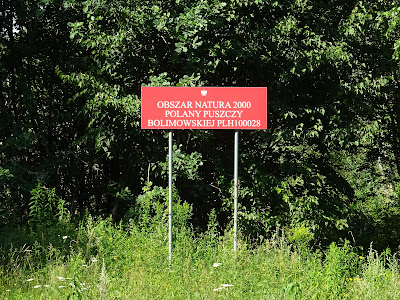 OBSZAR NATURA 2000
POLANY PUSZCZY
BOLIMOWSKIEJ PLH100028